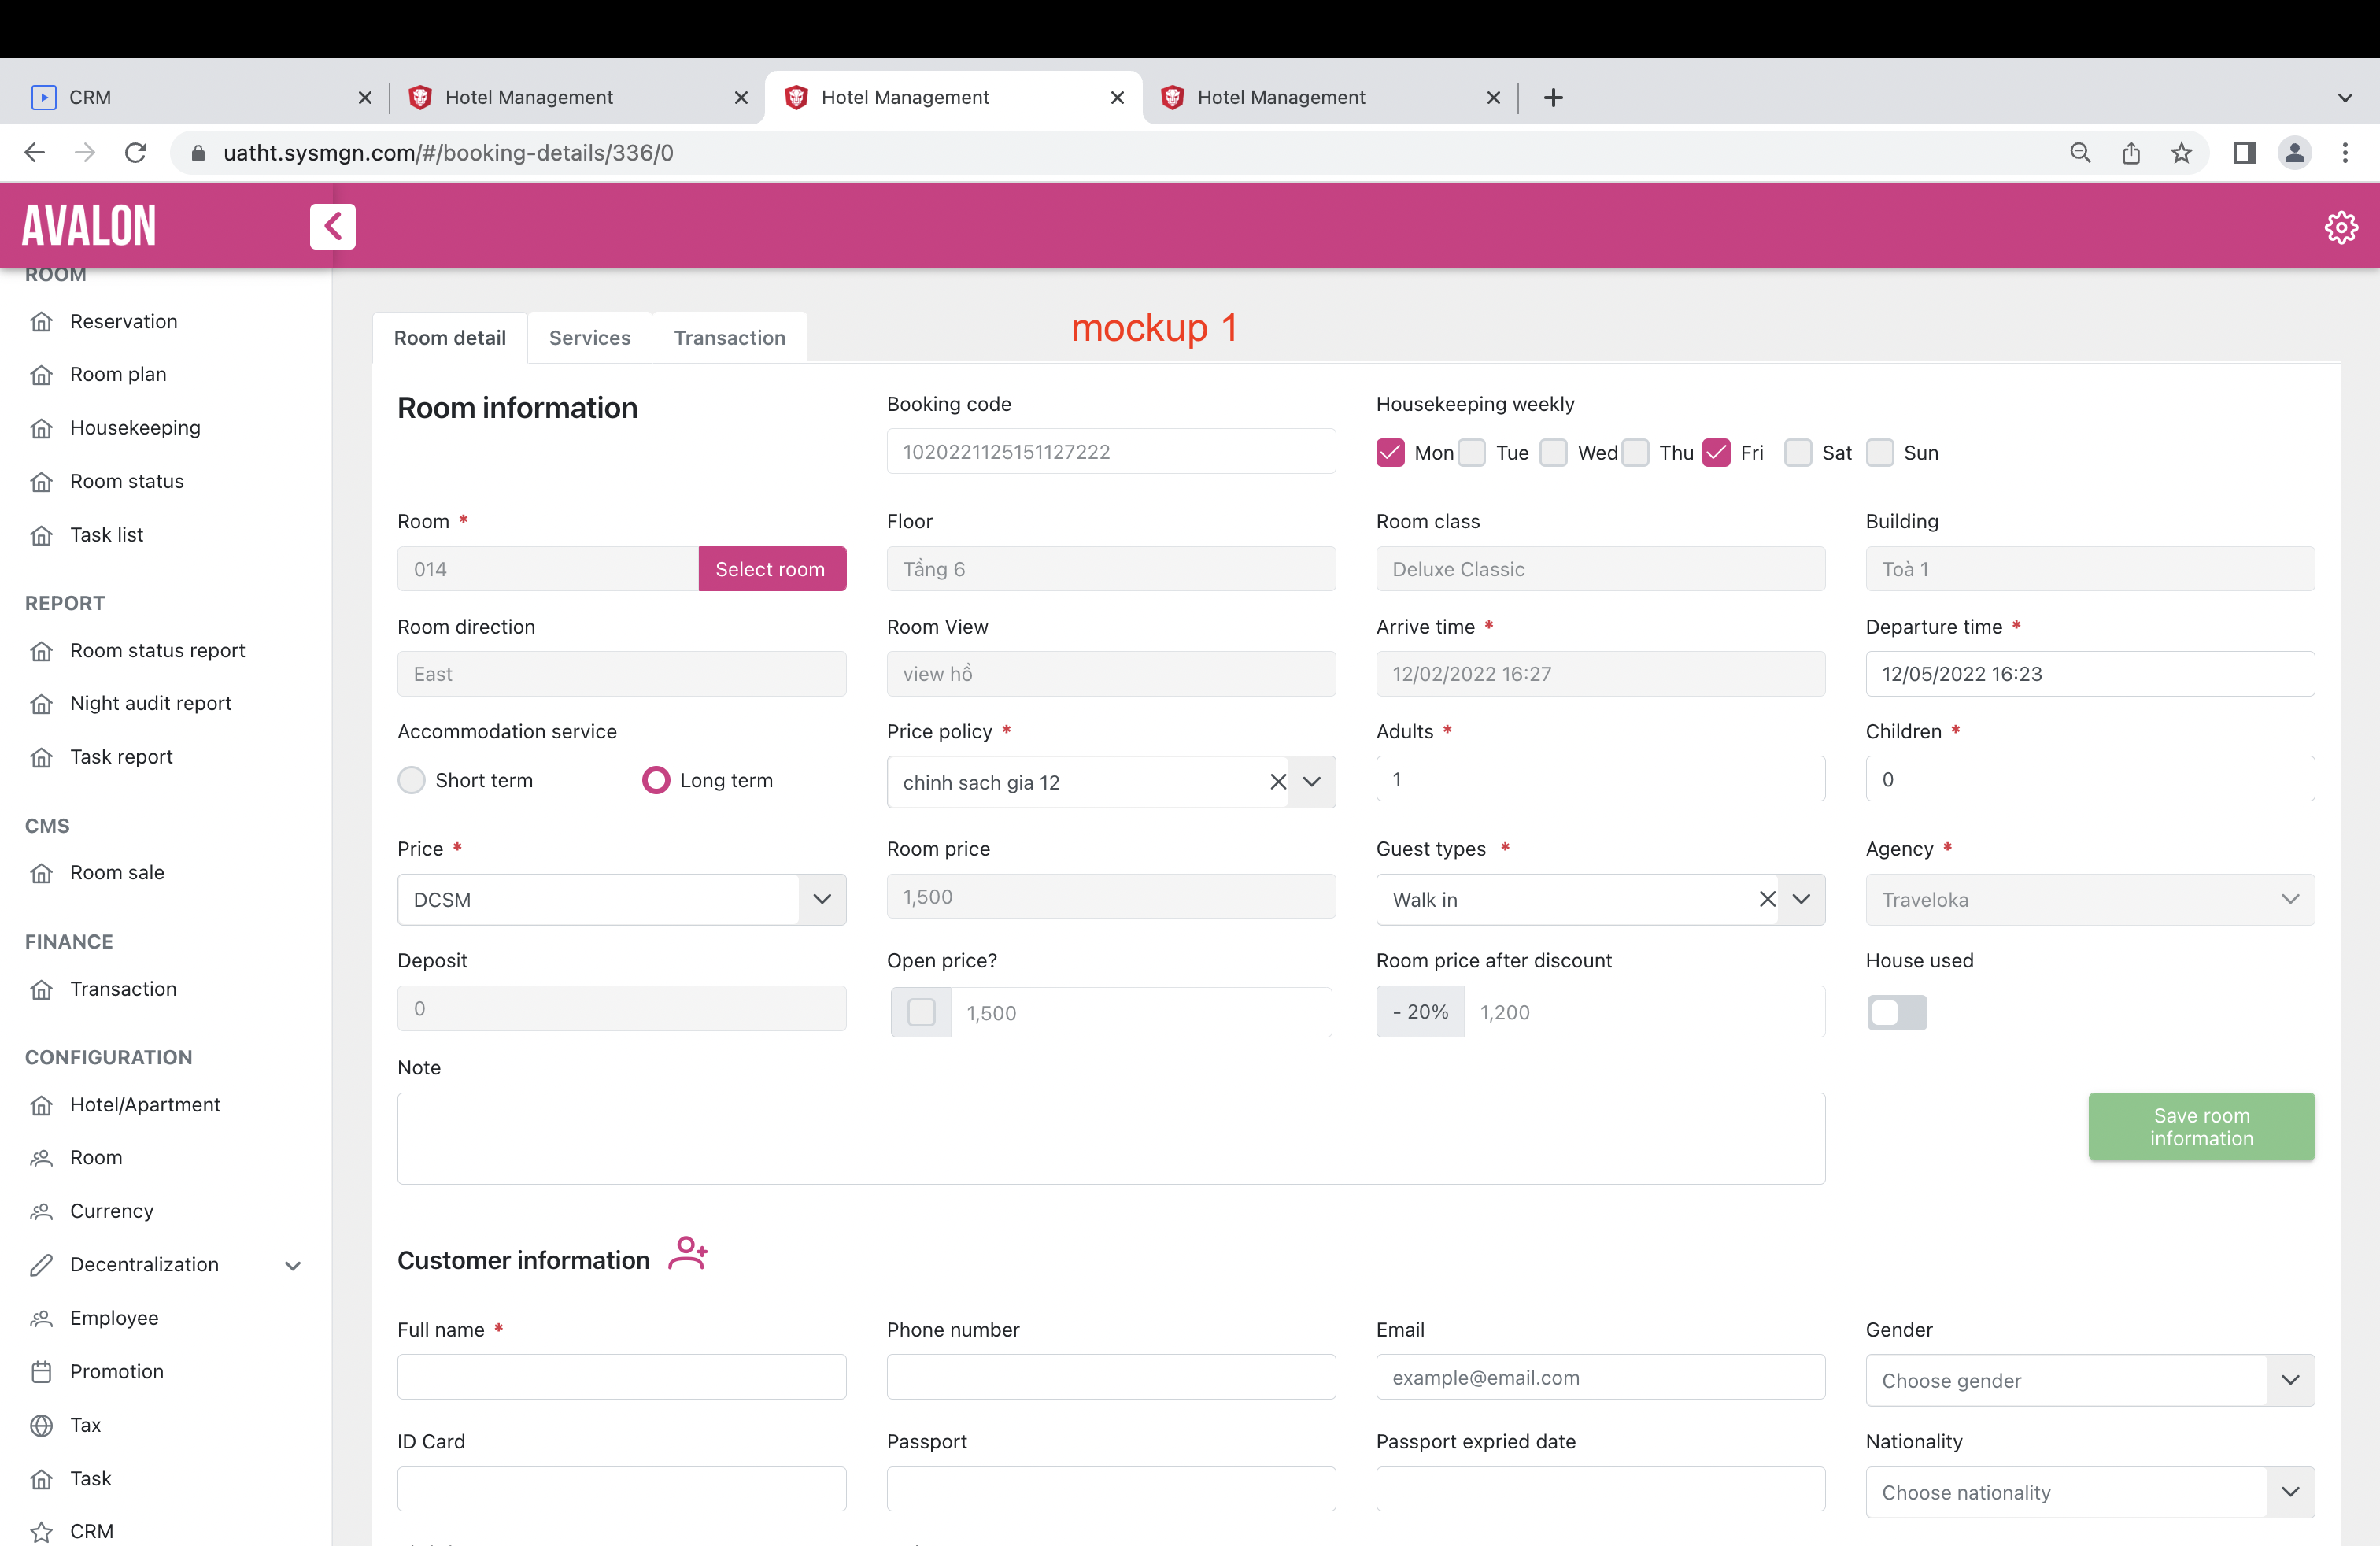 CRM
Hotel Management
Hotel Management
Hotel Management
uatht.sysmgn.com/#/booking-details/336/0
AVALON
ROOM
Reservation
Room plan
Housekeeping
Room status
Task list
REPORT
Room status report
Night audit report
Task report
CMS
Room sale
FINANCE
Transaction
CONFIGURATION
Hotel/Apartment
Room
Currency
Decentralization
Employee
Promotion
Tax
Task
CRM
Room detail Services Transaction
mockup 1
Room information
Booking code
1020221125151127222
Housekeeping weekly
Mon Tue Wed Thu Fri Sat Sun
Room * Floor Room class Building
014 Select room Tầng 6 Deluxe Classic Toà 1
Room direction Room View Arrive time * Departure time *
East view hồ 12/02/2022 16:27 12/05/2022 16:23
Accommodation service Price policy * Adults * Children *
Short term Long term chinh sach gia 12 1 0
Price * Room price Guest types * Agency *
DCSM 1,500 Walk in Traveloka
Deposit Open price? Room price after discount House used
0 1,500 - 20% 1,200
Note
Save room
information
Customer information
Full name * Phone number Email Gender
example@email.com Choose gender
ID Card Passport Passport expried date Nationality
Choose nationality